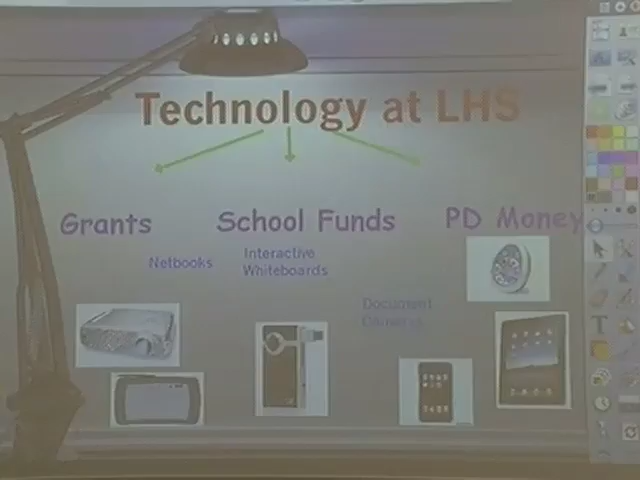 Technology at LHS
Grants
School Funds
PD Money
Netbooks
Interactive
Whiteboards
Document
Cameras